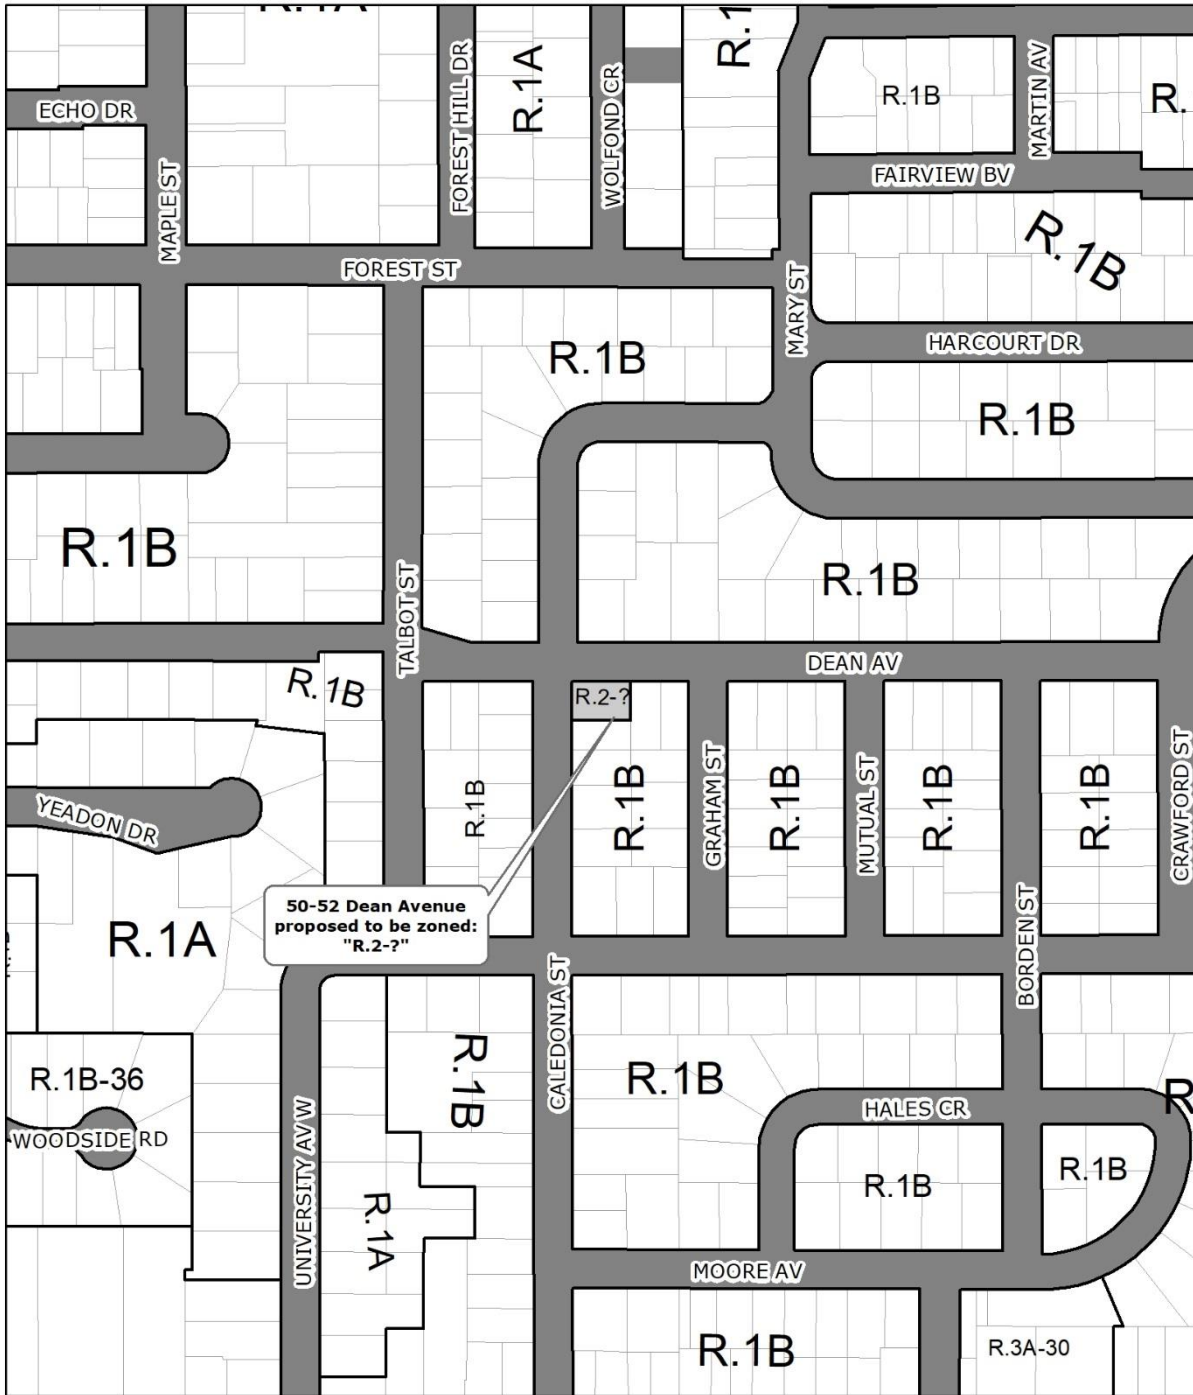 R.1A
R.1
R.1A
FOREST HILL DR
WOLFOND CR
R.1B
MARTIN AV
R.
ECHO DR
MAPLE ST
FAIRVIEW BV
R.1B
FOREST ST
MARY ST
HARCOURT DR
R.1B
R.1B
R.1B
R.1B
TALBOT ST
DEAN AV
R.1B
R.2-?
R.1B
R.1B
GRAHAM ST
R.1B
MUTUAL ST
R.1B
R.1B
CRAWFORD ST
YEADON DR
50-52 Dean Avenue
proposed to be zoned:
"R.2-?"
R.1A
BORDEN ST
CALEDONIA ST
R.1B-36
R.1B
R.1B
R
HALES CR
WOODSIDE RD
UNIVERSITY AV W
R.1A
R.1B
R.1B
MOORE AV
R.1B
R.3A-30